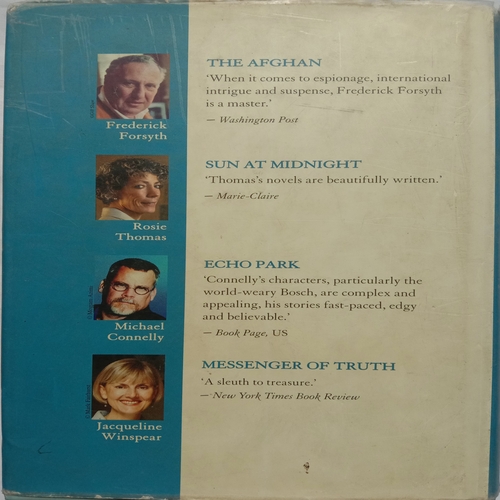 THE AFGHAN
'When it comes to espionage, international
intrigue and suspense, Frederick Forsyth
is a master.'
— Washington Post
Frederick
Forsyth
SUN AT MIDNIGHT
'Thomas's novels are beautifully written.'
— Marie-Claire
Rosie
Thomas
ECHO PARK
'Connelly's characters, particularly the
world-weary Bosch, are complex and
appealing, his stories fast-paced, edgy
and believable.'
— Book Page, US
Michael
Connelly
MESSENGER OF TRUTH
'A sleuth to treasure.'
— New York Times Book Review
Jacqueline
Winspear